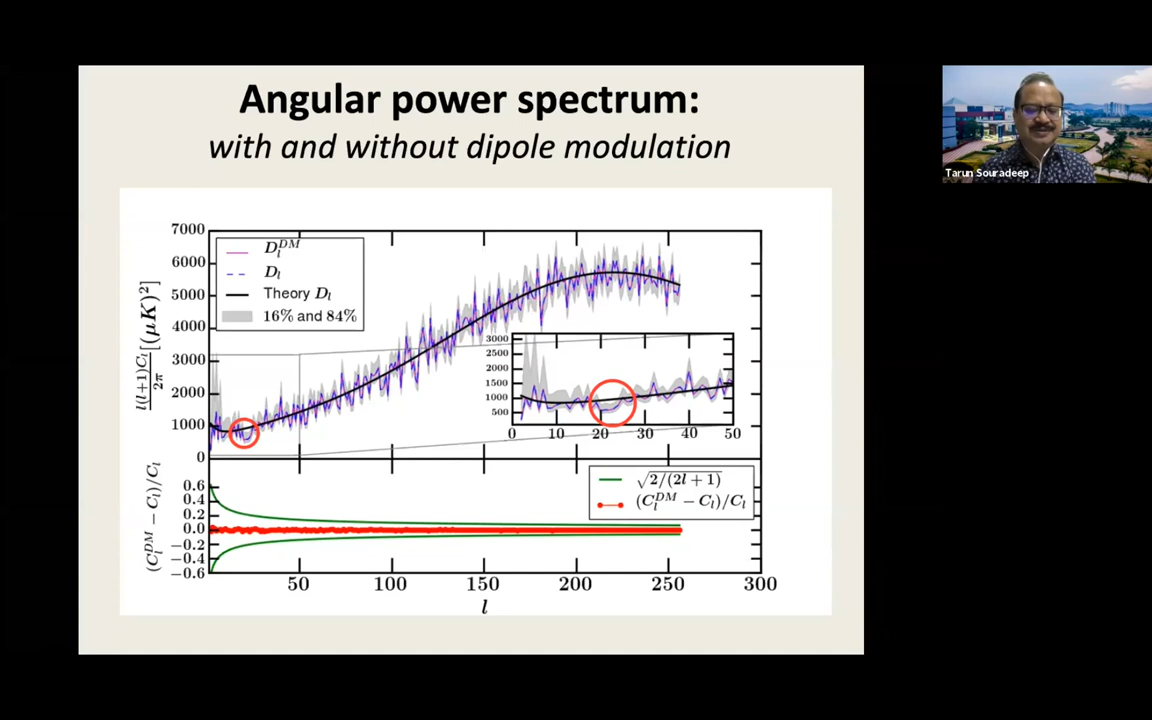 Angular power spectrum:
with and without dipole modulation
Tarun Souradeep
l(l+1)C_l/2π [(μK)²]
7000
6000
5000
4000
3000
2000
1000
0
D_l^{DM}
D_l
Theory D_l
16% and 84%
3000
2500
2000
1500
1000
500
0 10 20 30 40 50
(C_l^{DM} − C_l)/C_l
0.6
0.4
0.2
0.0
−0.2
−0.4
−0.6
√2/(2l + 1)
(C_l^{DM} − C_l)/C_l
50 100 150 200 250 300
l